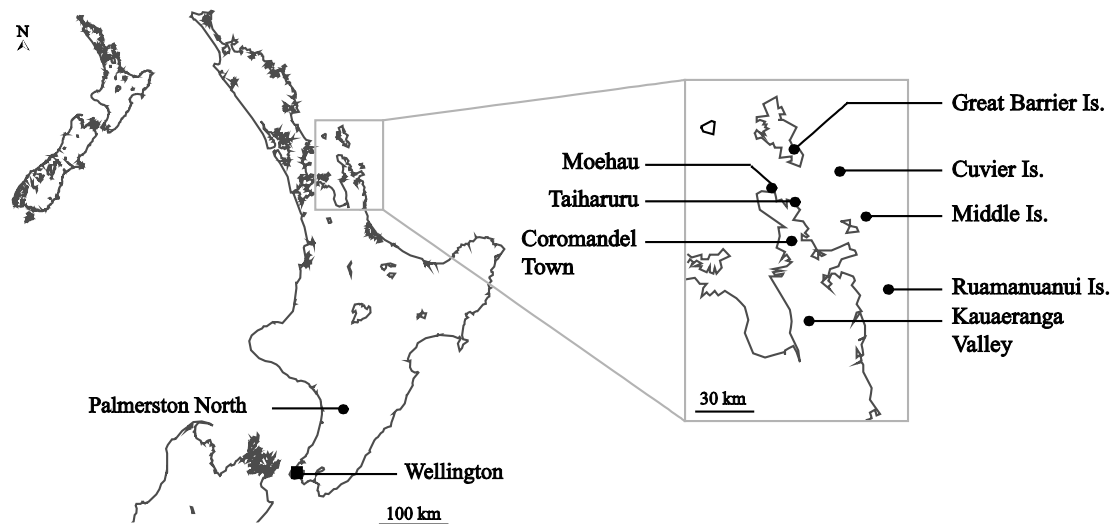 N
Great Barrier Is.
Moehau
Cuvier Is.
Taiharuru
Middle Is.
Coromandel
Town
Ruamanuanui Is.
Kauaeranga
Valley
30 km
Palmerston North
Wellington
100 km